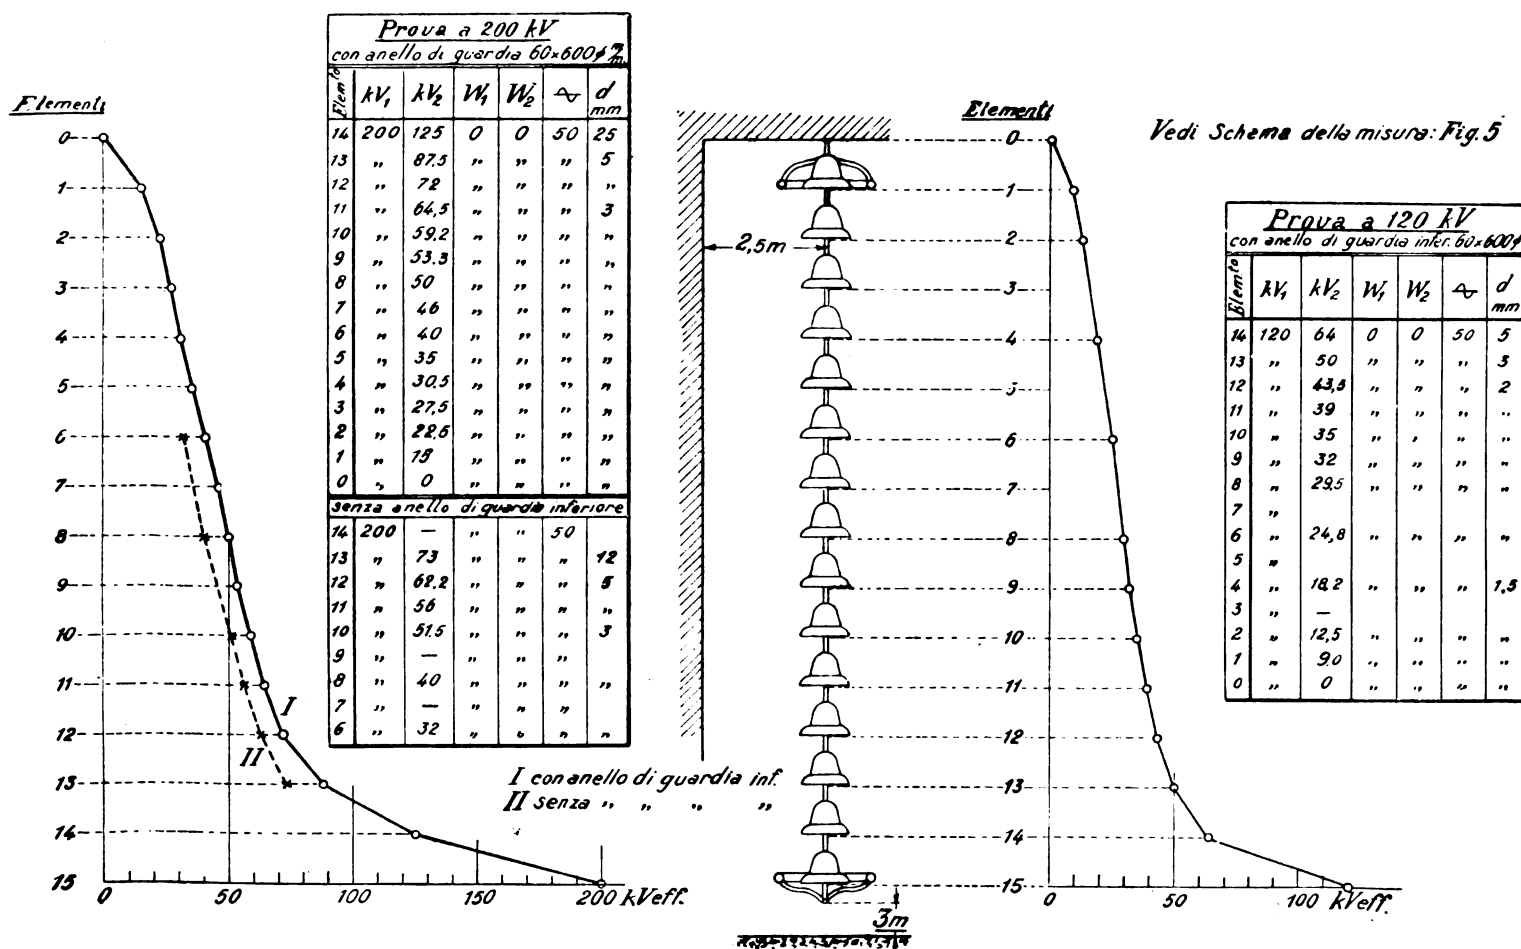 Elementi
0
1
2
3
4
5
6
7
8
9
10
11
12
13
14
15
0 50 100 150 200 kVeff.
I
II
Prova a 200 kV
con anello di guardia 60×600 ϕ m/m
Elemto kV₁ kV₂ W₁ W₂ ∿ d mm
14 200 125 0 0 50 25
13 „ 87.5 „ „ „ 5
12 „ 72 „ „ „ „
11 „ 64,5 „ „ „ 3
10 „ 59.2 „ „ „ „
9 „ 53.3 „ „ „ „
8 „ 50 „ „ „ „
7 „ 46 „ „ „ „
6 „ 40 „ „ „ „
5 „ 35 „ „ „ „
4 „ 30,5 „ „ „ „
3 „ 27,5 „ „ „ „
2 „ 22,5 „ „ „ „
1 „ 15 „ „ „ „
0 „ 0 „ „ „ „
senza anello di guardia inferiore
14 200 — „ „ 50
13 „ 73 „ „ „ 12
12 „ 62.2 „ „ „ 5
11 „ 56 „ „ „ „
10 „ 51.5 „ „ „ 3
9 „ — „ „ „
8 „ 40 „ „ „ „
7 „ — „ „ „
6 „ 32 „ „ „ „
I con anello di guardia inf.
II senza „ „ „ „
2,5m
3m
Elementi
0
1
2
3
4
5
6
7
8
9
10
11
12
13
14
15
0 50 100 kVeff.
Vedi Schema della misura: Fig. 5
Prova a 120 kV
con anello di guardia infer. 60×600ϕ
Elemto kV₁ kV₂ W₁ W₂ ∿ d mm
14 120 64 0 0 50 5
13 „ 50 „ „ „ 3
12 „ 43,5 „ „ „ 2
11 „ 39 „ „ „ „
10 „ 35 „ „ „ „
9 „ 32 „ „ „ „
8 „ 29.5 „ „ „ „
7 „
6 „ 24,8 „ „ „ „
5 „
4 „ 18.2 „ „ „ 1,5
3 „ —
2 „ 12,5 „ „ „ „
1 „ 9.0 „ „ „ „
0 „ 0 „ „ „ „